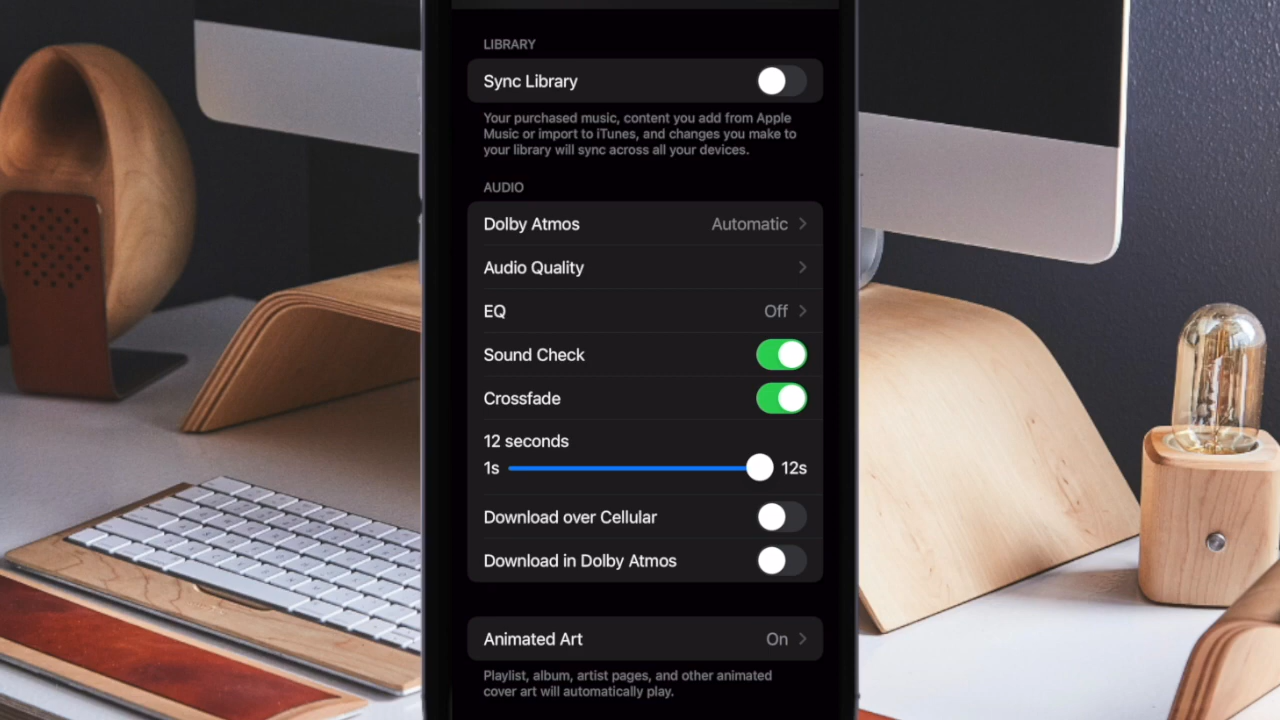 LIBRARY
Sync Library
Your purchased music, content you add from Apple
Music or import to iTunes, and changes you make to
your library will sync across all your devices.
AUDIO
Dolby Atmos Automatic
Audio Quality
EQ Off
Sound Check
Crossfade
12 seconds
1s 12s
Download over Cellular
Download in Dolby Atmos
Animated Art On
Playlist, album, artist pages, and other animated
cover art will automatically play.